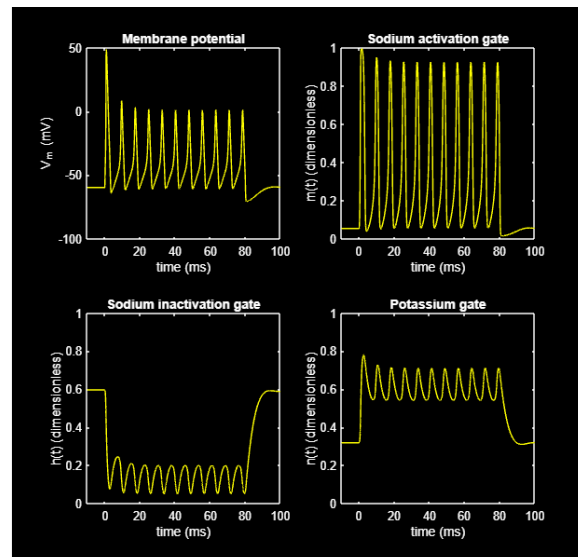 Membrane potential
50
0
-50
-100
V_m (mV)
0 20 40 60 80 100
time (ms)
Sodium activation gate
1
0.8
0.6
0.4
0.2
0
m(t) (dimensionless)
0 20 40 60 80 100
time (ms)
Sodium inactivation gate
1
0.8
0.6
0.4
0.2
0
h(t) (dimensionless)
0 20 40 60 80 100
time (ms)
Potassium gate
1
0.8
0.6
0.4
0.2
0
n(t) (dimensionless)
0 20 40 60 80 100
time (ms)